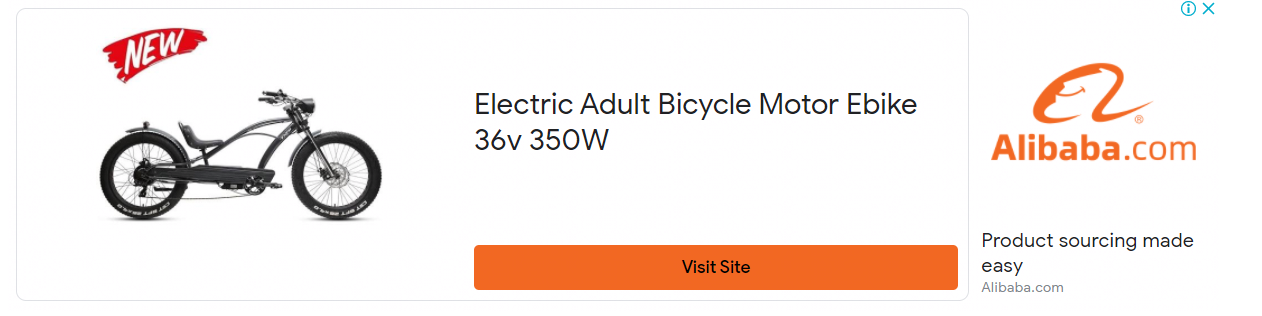 NEW
Electric Adult Bicycle Motor Ebike
36v 350W
Visit Site
Alibaba.com
Product sourcing made
easy
Alibaba.com